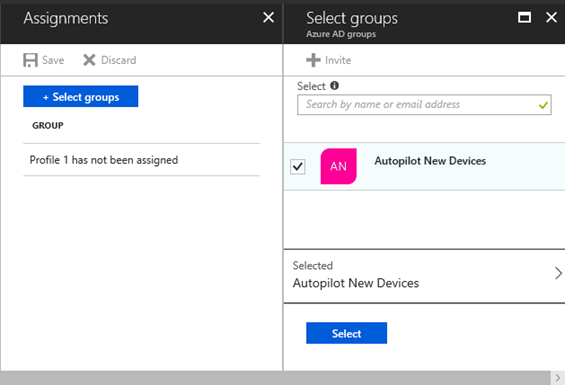 Assignments
Save
Discard
+ Select groups
GROUP
Profile 1 has not been assigned
Select groups
Azure AD groups
Invite
Select
Search by name or email address
AN
Autopilot New Devices
Selected
Autopilot New Devices
Select